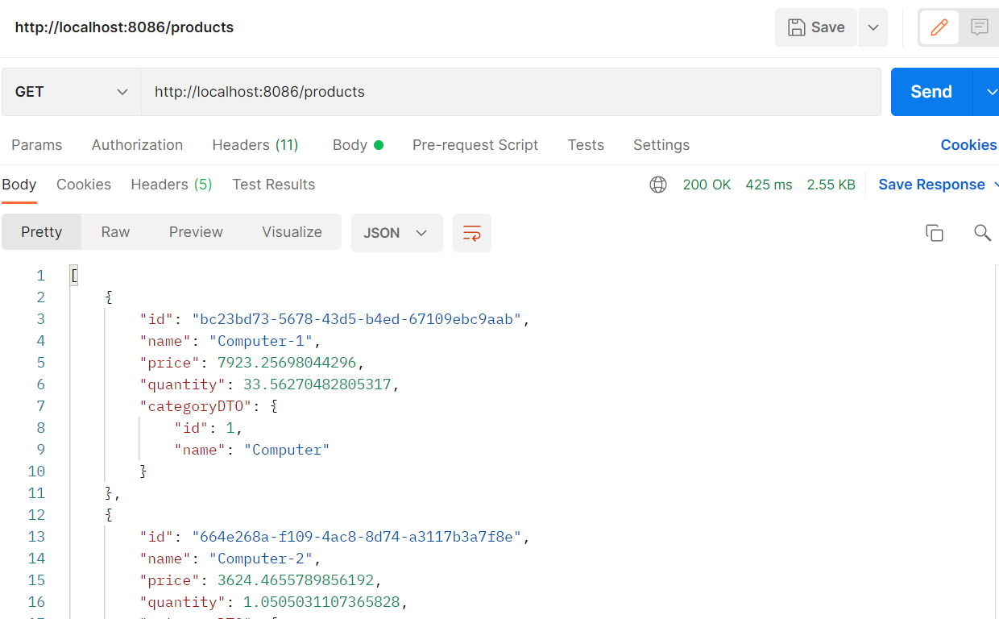 http://localhost:8086/products
Save
GET
http://localhost:8086/products
Send
Params Authorization Headers (11) Body Pre-request Script Tests Settings Cookies
Body Cookies Headers (5) Test Results 200 OK 425 ms 2.55 KB Save Response
Pretty Raw Preview Visualize JSON
1 [
2 {
3 "id": "bc23bd73-5678-43d5-b4ed-67109ebc9aab",
4 "name": "Computer-1",
5 "price": 7923.25698044296,
6 "quantity": 33.56270482805317,
7 "categoryDTO": {
8 "id": 1,
9 "name": "Computer"
10 }
11 },
12 {
13 "id": "664e268a-f109-4ac8-8d74-a3117b3a7f8e",
14 "name": "Computer-2",
15 "price": 3624.4655789856192,
16 "quantity": 1.0505031107365828,